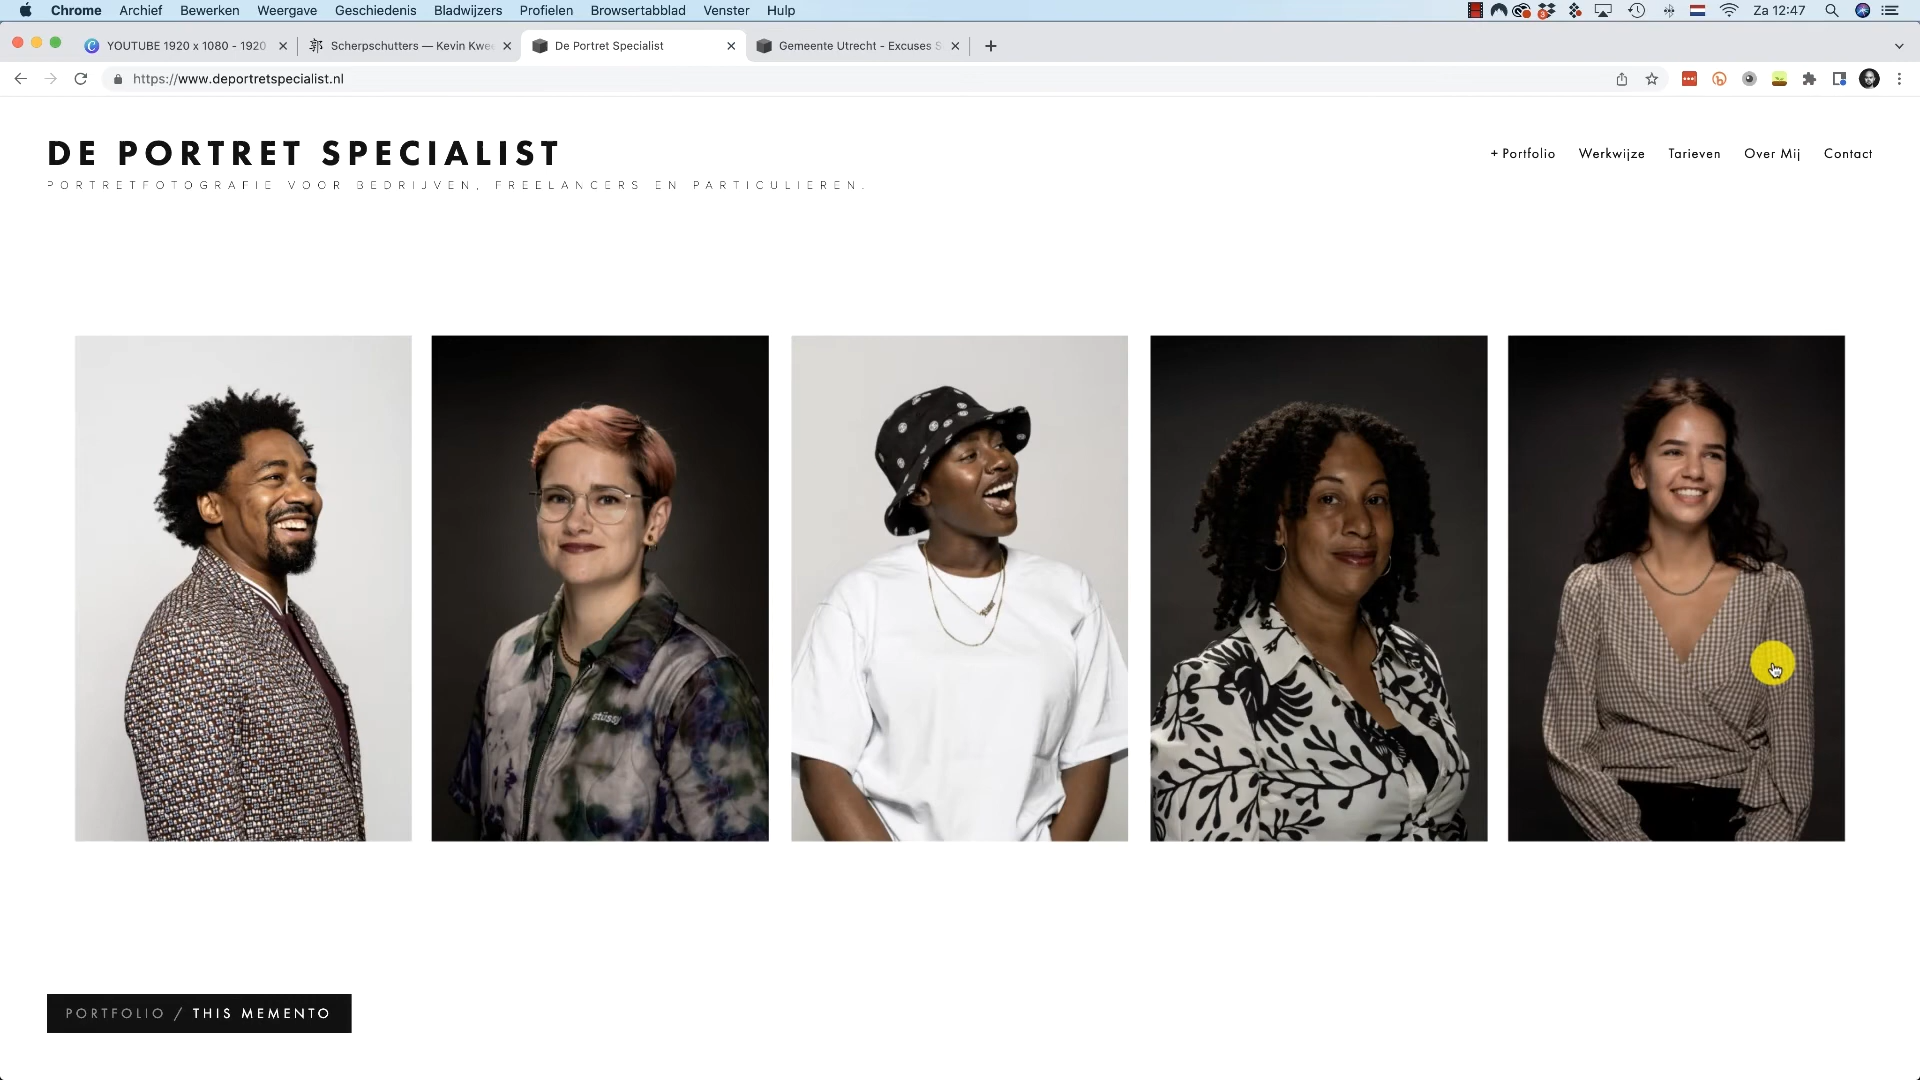 Chrome Archief Bewerken Weergave Geschiedenis Bladwijzers Profielen Browsertabblad Venster Hulp Za 12:47
YOUTUBE 1920 x 1080 - 1920 Scherpschutters — Kevin Kwee De Portret Specialist Gemeente Utrecht - Excuses S
https://www.deportretspecialist.nl
DE PORTRET SPECIALIST
+ Portfolio Werkwijze Tarieven Over Mij Contact
PORTRETFOTOGRAFIE VOOR BEDRIJVEN, FREELANCERS EN PARTICULIEREN.
stüssy
PORTFOLIO / THIS MEMENTO